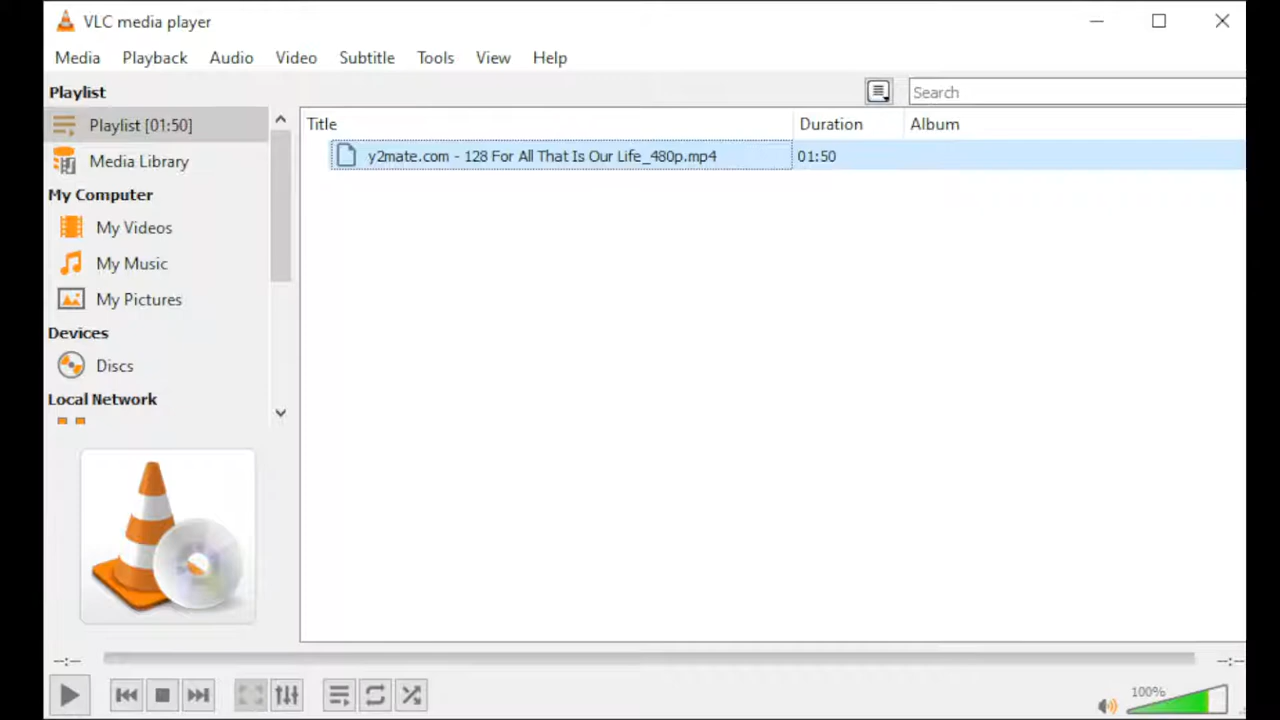 VLC media player
Media Playback Audio Video Subtitle Tools View Help
Playlist
Search
Playlist [01:50]
Title Duration Album
y2mate.com - 128 For All That Is Our Life_480p.mp4 01:50
Media Library
My Computer
My Videos
My Music
My Pictures
Devices
Discs
Local Network
--:-- --:--
100%